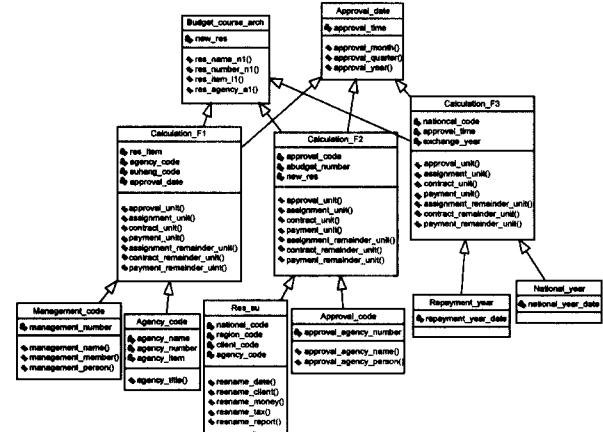 Budget_course_arch
new_res
res_name_n1()
res_number_n1()
res_item_i1()
res_agency_a1()
Approval_date
approval_time
approval_month()
approval_quarter()
approval_year()
Calculation_F1
res_item
agency_code
suhang_code
approval_date
approval_unit()
assignment_unit()
contract_unit()
payment_unit()
assignment_remainder_unit()
contract_remainder_unit()
payment_remainder_uint()
Calculation_F2
approval_code
abudget_number
new_res
approval_unit()
assignment_unit()
contract_unit()
payment_unit()
assignment_remainder_unit()
contract_remainder_unit()
payment_remainder_unit()
Calculation_F3
nationcal_code
approval_time
exchange_year
approval_unit()
assignment_unit()
contract_unit()
payment_unit()
assignment_remainder_unit()
contract_remainder_unit()
payment_remainder_unit()
Management_code
management_number
management_name()
management_member()
management_person()
Agency_code
agency_name
agency_number
agency_item
agency_title()
Res_su
national_code
region_code
client_code
agency_code
resname_date()
resname_client()
resname_money()
resname_tax()
resname_report()
Approval_code
approval_agency_number
approval_agency_name()
approval_agency_person()
Repayment_year
repayment_year_date
National_year
national_year_date